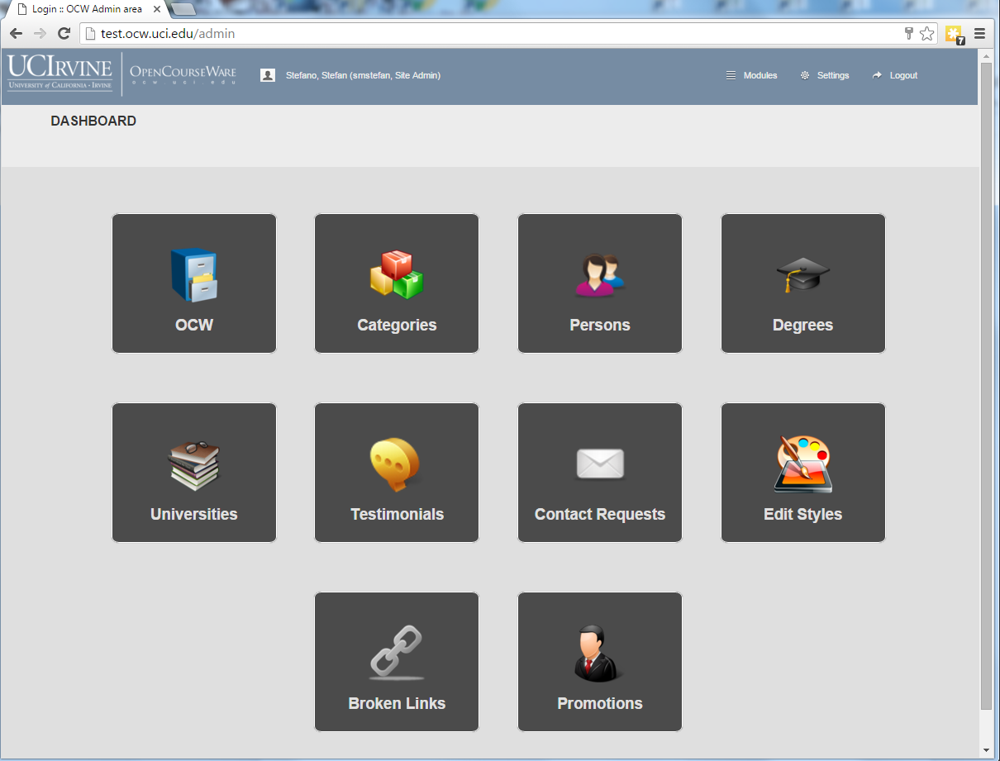 Login :: OCW Admin area
test.ocw.uci.edu/admin
7
UCIRVINE
UNIVERSITY of CALIFORNIA · IRVINE
OPENCOURSEWARE
ocw.uci.edu
Stefano, Stefan (smstefan, Site Admin)
Modules
Settings
Logout
DASHBOARD
OCW
Categories
Persons
Degrees
Universities
Testimonials
Contact Requests
Edit Styles
Broken Links
Promotions